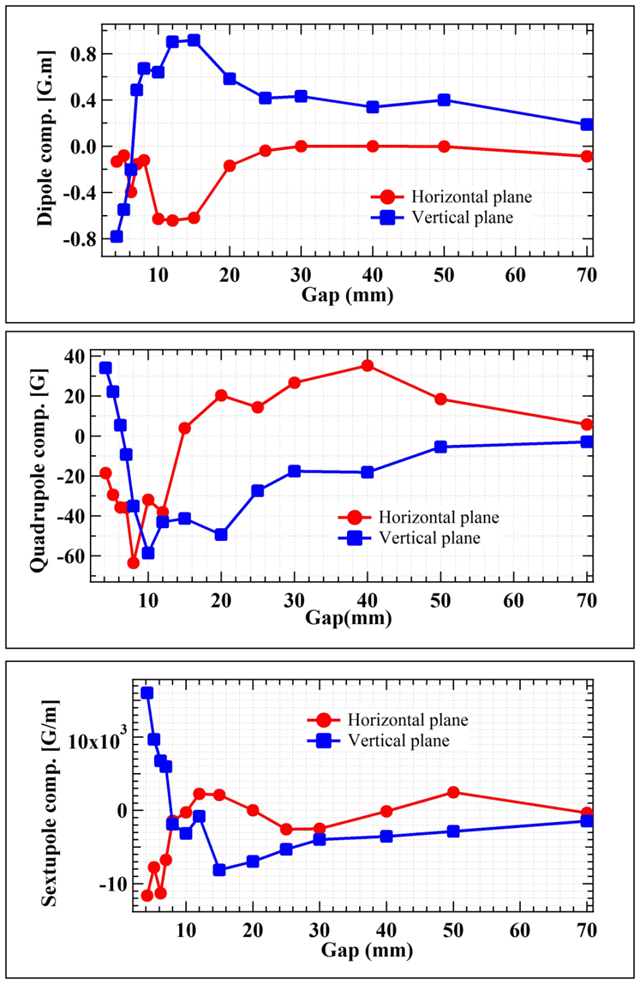 Dipole comp. [G.m]
0.8
0.4
0.0
-0.4
-0.8
Horizontal plane
Vertical plane
10 20 30 40 50 60 70
Gap (mm)
Quadrupole comp. [G]
40
20
0
-20
-40
-60
Horizontal plane
Vertical plane
10 20 30 40 50 60 70
Gap(mm)
Sextupole comp. [G/m]
10x10³
0
-10
Horizontal plane
Vertical plane
10 20 30 40 50 60 70
Gap (mm)